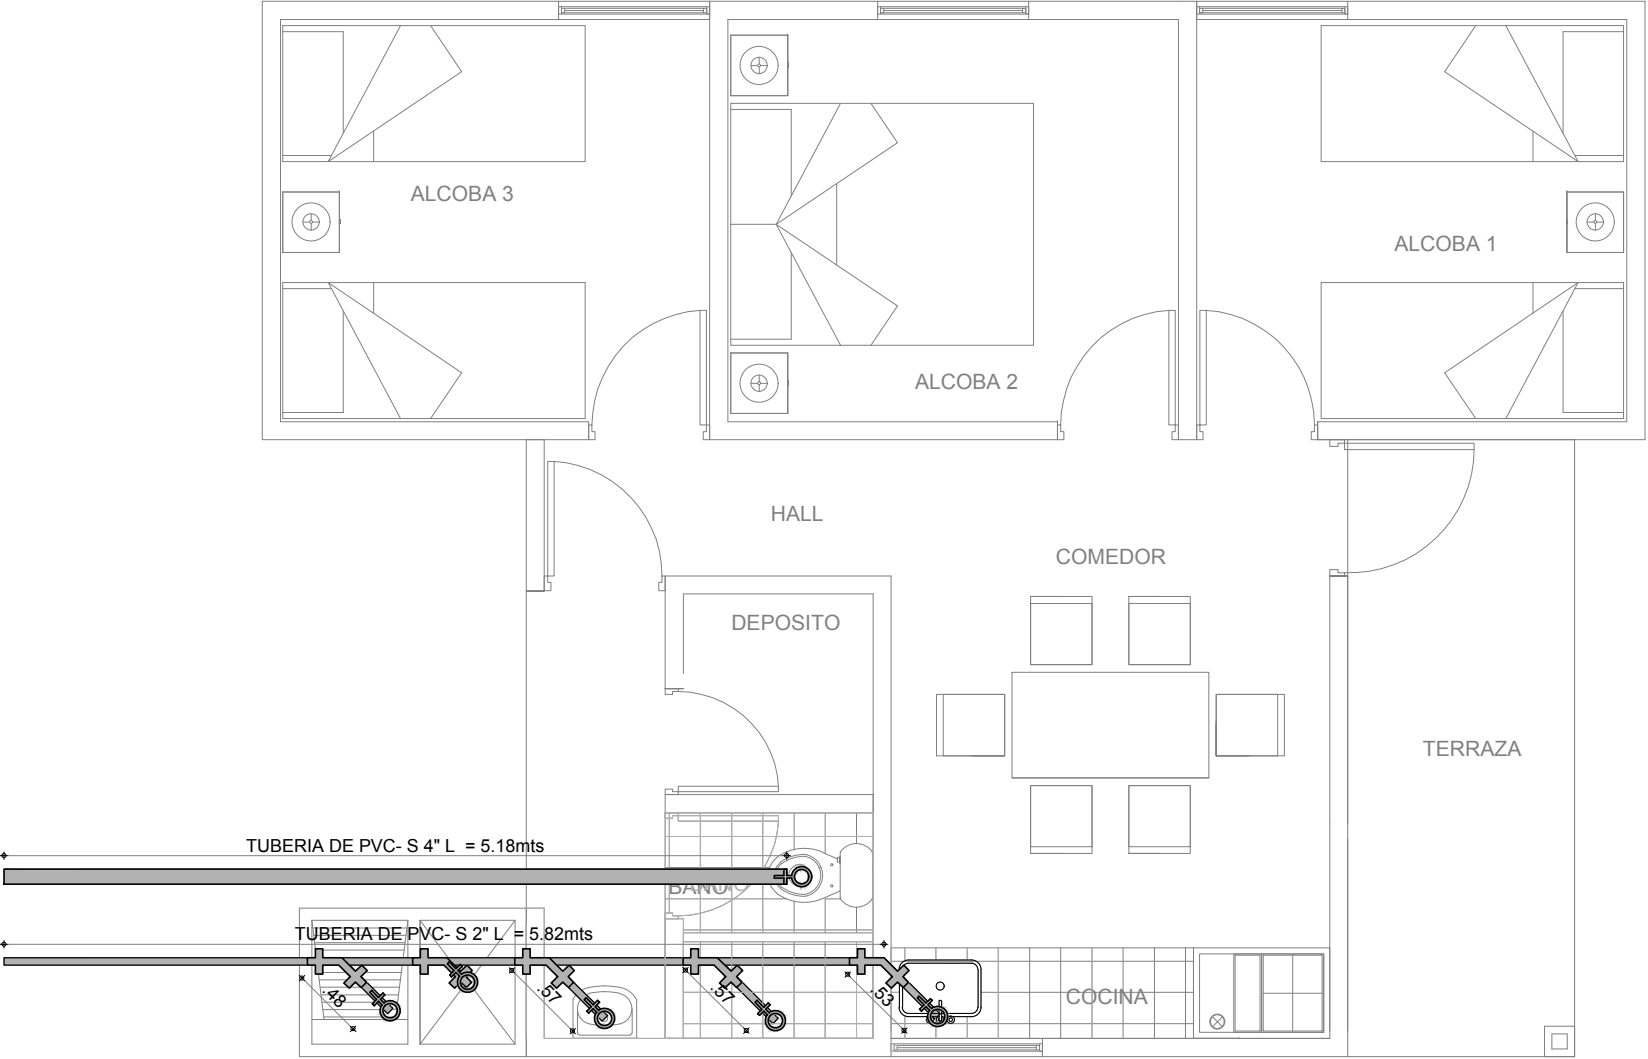 ALCOBA 3
ALCOBA 1
ALCOBA 2
HALL
COMEDOR
DEPOSITO
TERRAZA
TUBERIA DE PVC- S 4" L = 5.18mts
TUBERIA DE PVC- S 2" L = 5.82mts
.48
.57
.57
.53
COCINA